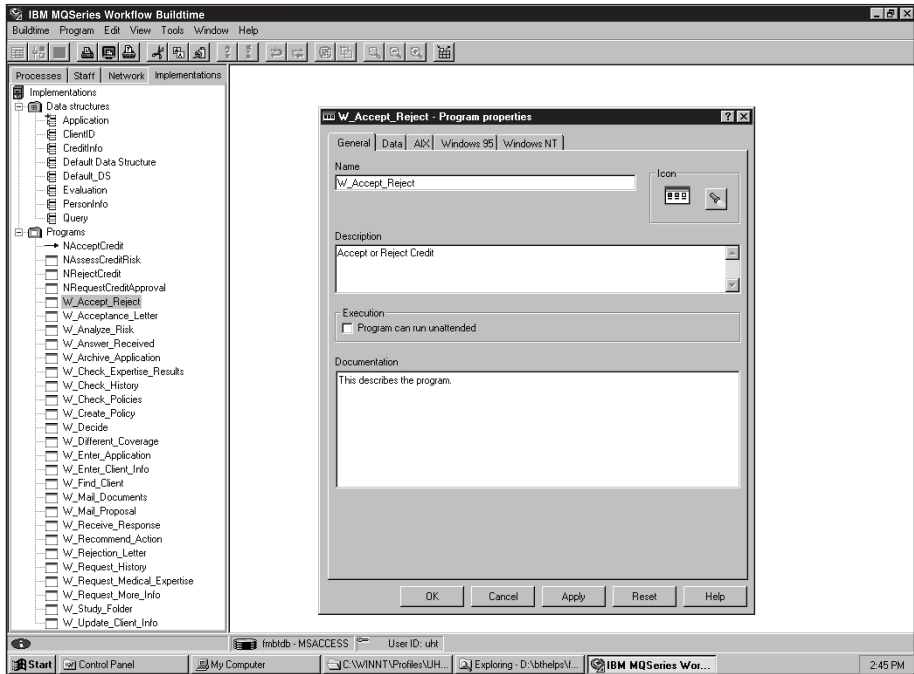 IBM MQSeries Workflow Buildtime
Buildtime Program Edit View Tools Window Help
Processes Staff Network Implementations
Implementations
Data structures
Application
ClientID
CreditInfo
Default Data Structure
Default_DS
Evaluation
PersonInfo
Query
Programs
NAcceptCredit
NAssessCreditRisk
NRejectCredit
NRequestCreditApproval
W_Accept_Reject
W_Acceptance_Letter
W_Analyze_Risk
W_Answer_Received
W_Archive_Application
W_Check_Expertise_Results
W_Check_History
W_Check_Policies
W_Create_Policy
W_Decide
W_Different_Coverage
W_Enter_Application
W_Enter_Client_Info
W_Find_Client
W_Mail_Documents
W_Mail_Proposal
W_Receive_Response
W_Recommend_Action
W_Rejection_Letter
W_Request_History
W_Request_Medical_Expertise
W_Request_More_Info
W_Study_Folder
W_Update_Client_Info
W_Accept_Reject - Program properties
General Data AIX Windows 95 Windows NT
Name
W_Accept_Reject
Icon
Description
Accept or Reject Credit
Execution
Program can run unattended
Documentation
This describes the program.
OK Cancel Apply Reset Help
fmbtdb - MSACCESS User ID: uht
Start Control Panel My Computer C:\WINNT\Profiles\UH... Exploring - D:\bthelps\f... IBM MQSeries Wor... 2:45 PM